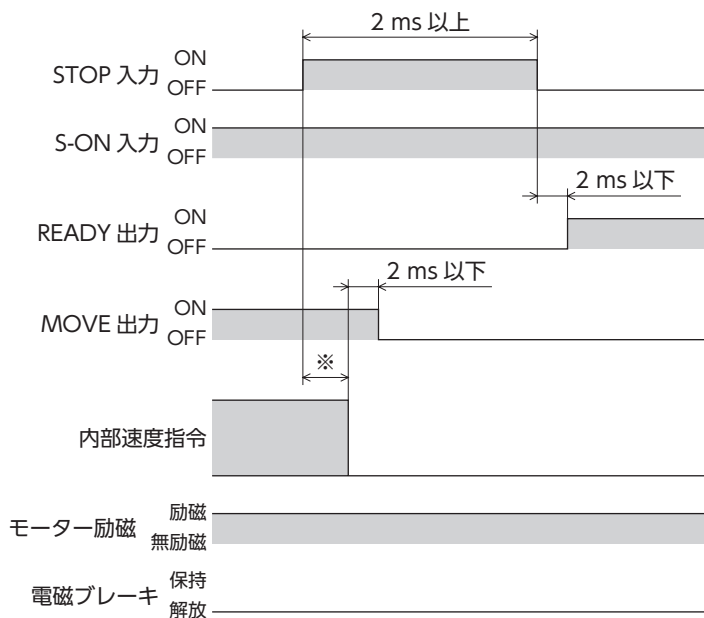 2 ms 以上
STOP 入力 ON
OFF
S-ON 入力 ON
OFF
2 ms 以下
READY 出力 ON
OFF
2 ms 以下
MOVE 出力 ON
OFF
※
内部速度指令
モーター励磁 励磁
無励磁
電磁ブレーキ 保持
解放